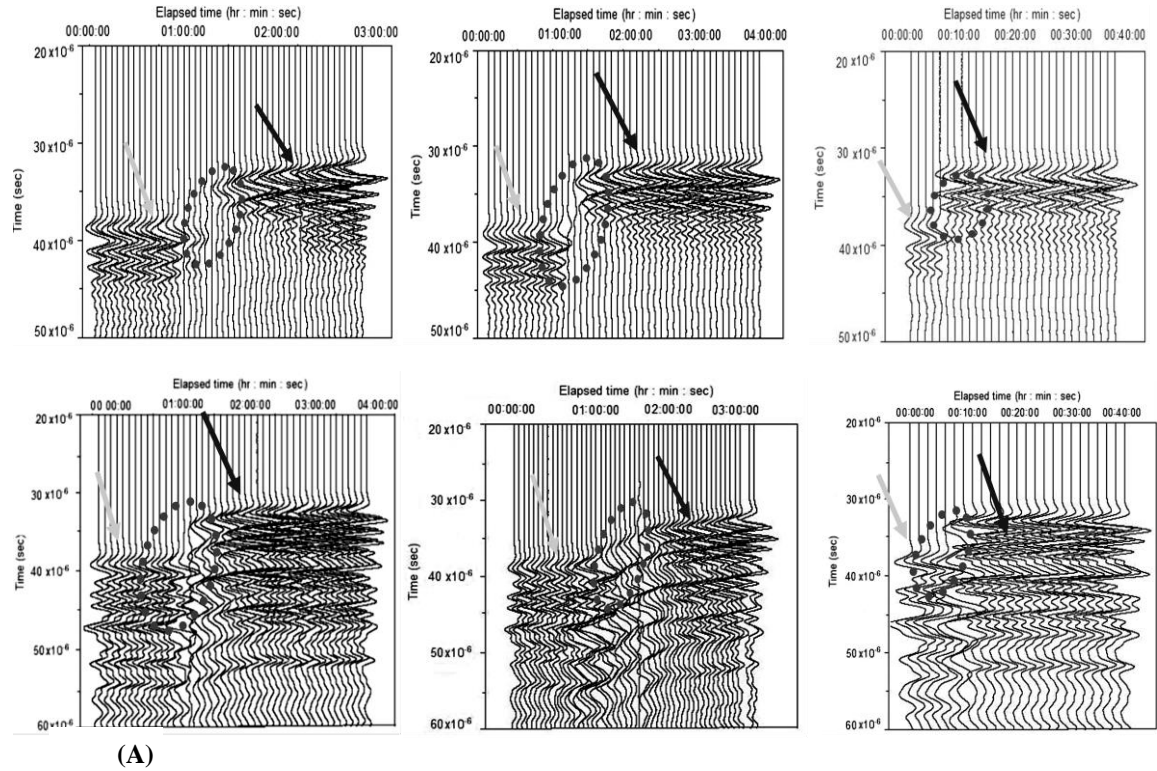 Elapsed time (hr : min : sec)
00:00:00 01:00:00 02:00:00 03:00:00
20 x10-6
30 x10-6
40 x10-6
50 x10-6
Time (sec)
Elapsed time (hr : min : sec)
00:00:00 01:00:00 02:00:00 03:00:00 04:00:00
20 x10-6
30 x10-6
40 x10-6
50 x10-6
Time (sec)
Elapsed time (hr : min : sec)
00:00:00 00:10:00 00:20:00 00:30:00 00:40:00
20 x10-6
30 x10-6
40 x10-6
50 x10-6
Time (sec)
Elapsed time (hr : min : sec)
00:00:00 01:00:00 02:00:00 03:00:00 04:00:00
20 x10-6
30 x10-6
40 x10-6
50 x10-6
60 x10-6
Time (sec)
Elapsed time (hr : min : sec)
00:00:00 01:00:00 02:00:00 03:00:00
20 x10-6
30 x10-6
40 x10-6
50 x10-6
60 x10-6
Time (sec)
Elapsed time (hr : min : sec)
00:00:00 00:10:00 00:20:00 00:30:00 00:40:00
20 x10-6
30 x10-6
40 x10-6
50 x10-6
60 x10-6
Time (sec)
(A)